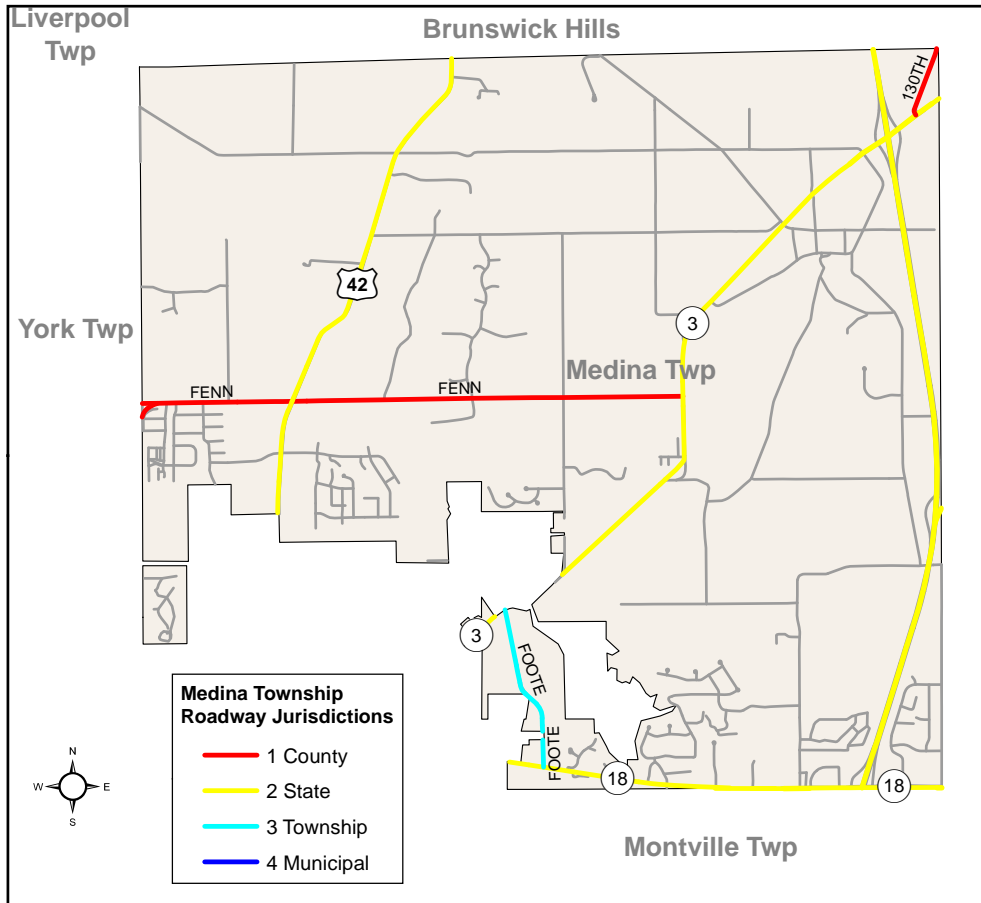 Liverpool
Twp
Brunswick Hills
130TH
42
3
York Twp
Medina Twp
FENN
FENN
3
FOOTE
FOOTE
18
18
Medina Township
Roadway Jurisdictions
1 County
2 State
3 Township
4 Municipal
N
W
E
S
Montville Twp